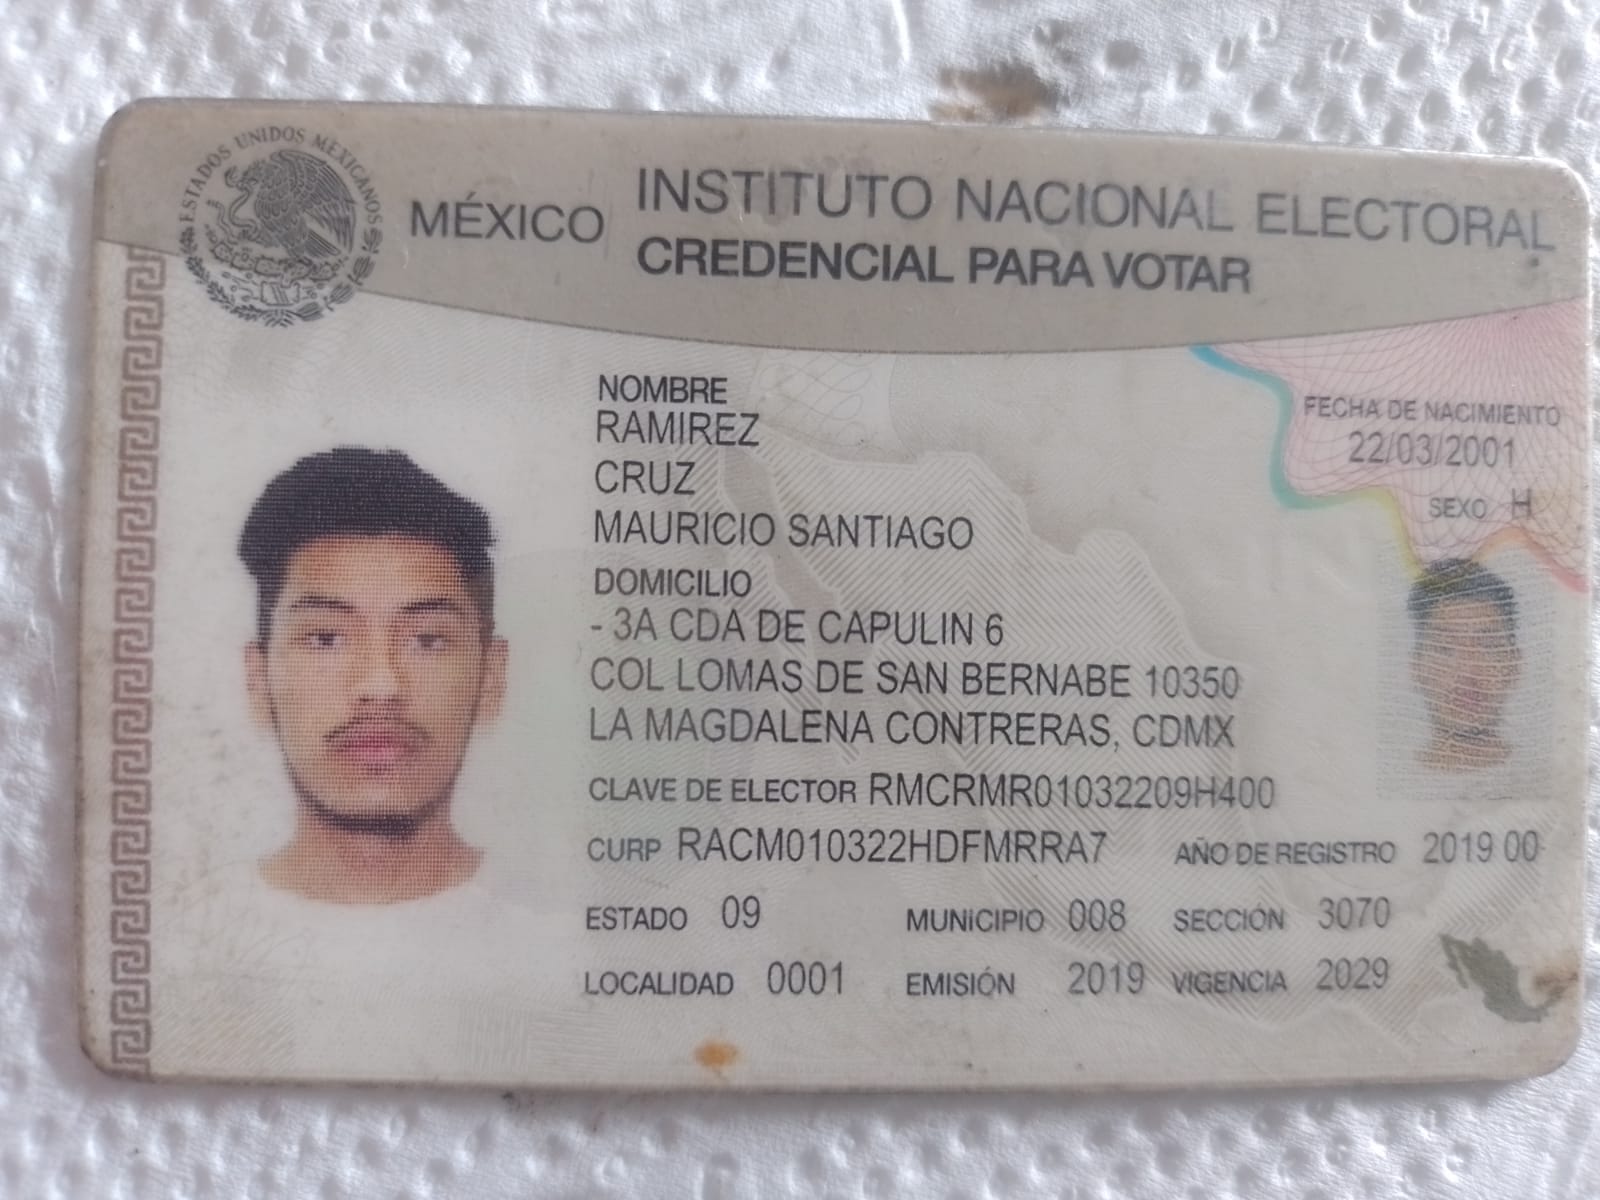 ESTADOS UNIDOS MEXICANOS
MÉXICO INSTITUTO NACIONAL ELECTORAL
CREDENCIAL PARA VOTAR
NOMBRE
RAMIREZ
CRUZ
MAURICIO SANTIAGO
FECHA DE NACIMIENTO
22/03/2001
SEXO H
DOMICILIO
- 3A CDA DE CAPULIN 6
COL LOMAS DE SAN BERNABE 10350
LA MAGDALENA CONTRERAS, CDMX
CLAVE DE ELECTOR RMCRMR01032209H400
CURP RACM010322HDFMRRA7 AÑO DE REGISTRO 2019 00
ESTADO 09 MUNICIPIO 008 SECCIÓN 3070
LOCALIDAD 0001 EMISIÓN 2019 VIGENCIA 2029